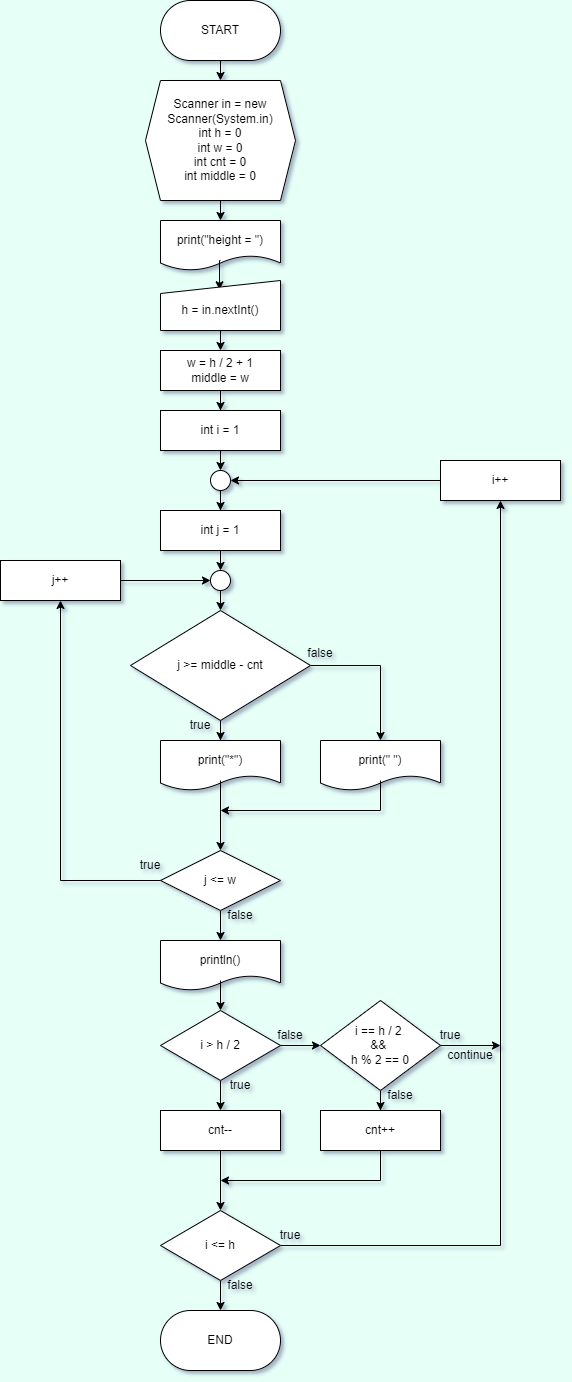 START
Scanner in = new
Scanner(System.in)
int h = 0
int w = 0
int cnt = 0
int middle = 0
print("height = ")
h = in.nextInt()
w = h / 2 + 1
middle = w
int i = 1
i++
int j = 1
j++
j >= middle - cnt
false
true
print("*")
print(" ")
true
j <= w
false
println()
i > h / 2
false
true
i == h / 2
&&
h % 2 == 0
true
continue
false
cnt--
cnt++
i <= h
true
false
END